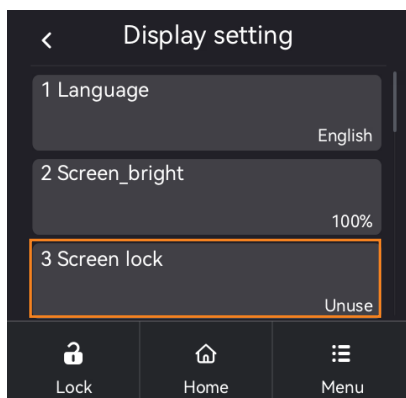 Display setting
1 Language
English
2 Screen_bright
100%
3 Screen lock
Unuse
Lock Home Menu